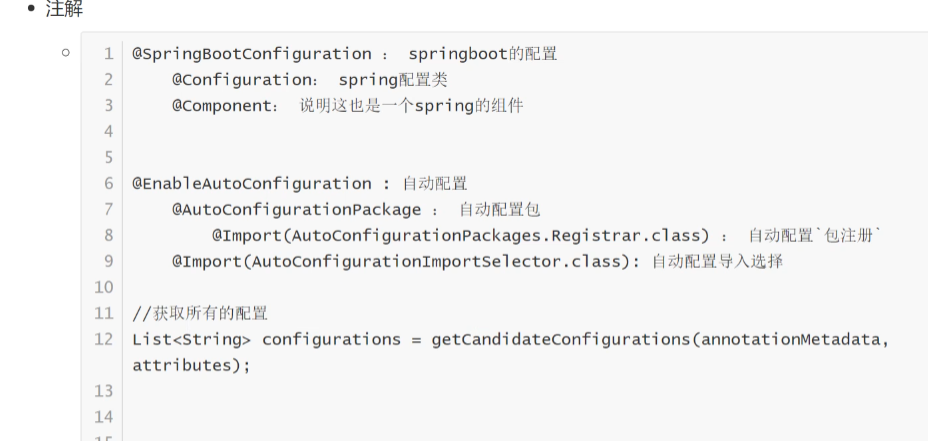 注解
1 @SpringBootConfiguration ： springboot的配置
2 @Configuration： spring配置类
3 @Component： 说明这也是一个spring的组件
4
5
6 @EnableAutoConfiguration : 自动配置
7 @AutoConfigurationPackage ： 自动配置包
8 @Import(AutoConfigurationPackages.Registrar.class) ： 自动配置`包注册`
9 @Import(AutoConfigurationImportSelector.class): 自动配置导入选择
10
11 //获取所有的配置
12 List<String> configurations = getCandidateConfigurations(annotationMetadata,
attributes);
13
14
15